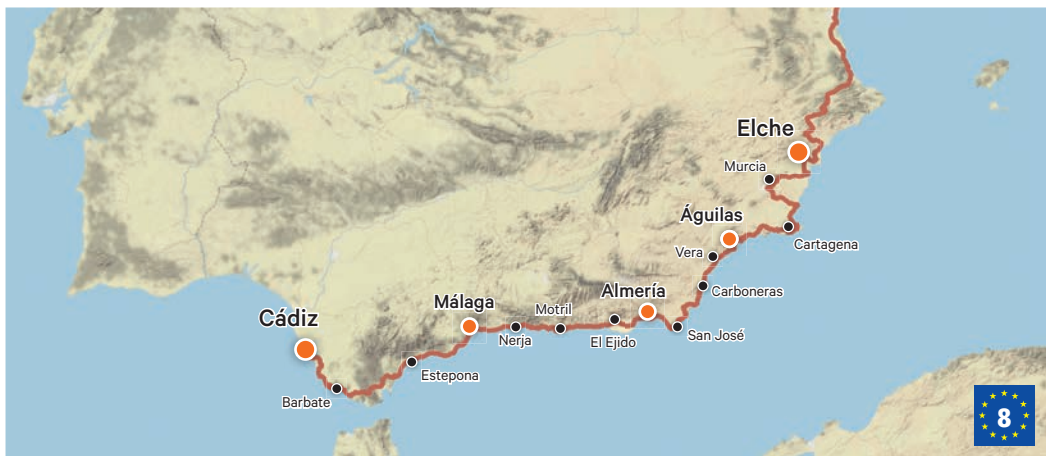 Elche
Murcia
Águilas
Cartagena
Vera
Almería
Carboneras
Málaga
Motril
Cádiz
Nerja
El Ejido
San José
Estepona
Barbate
8